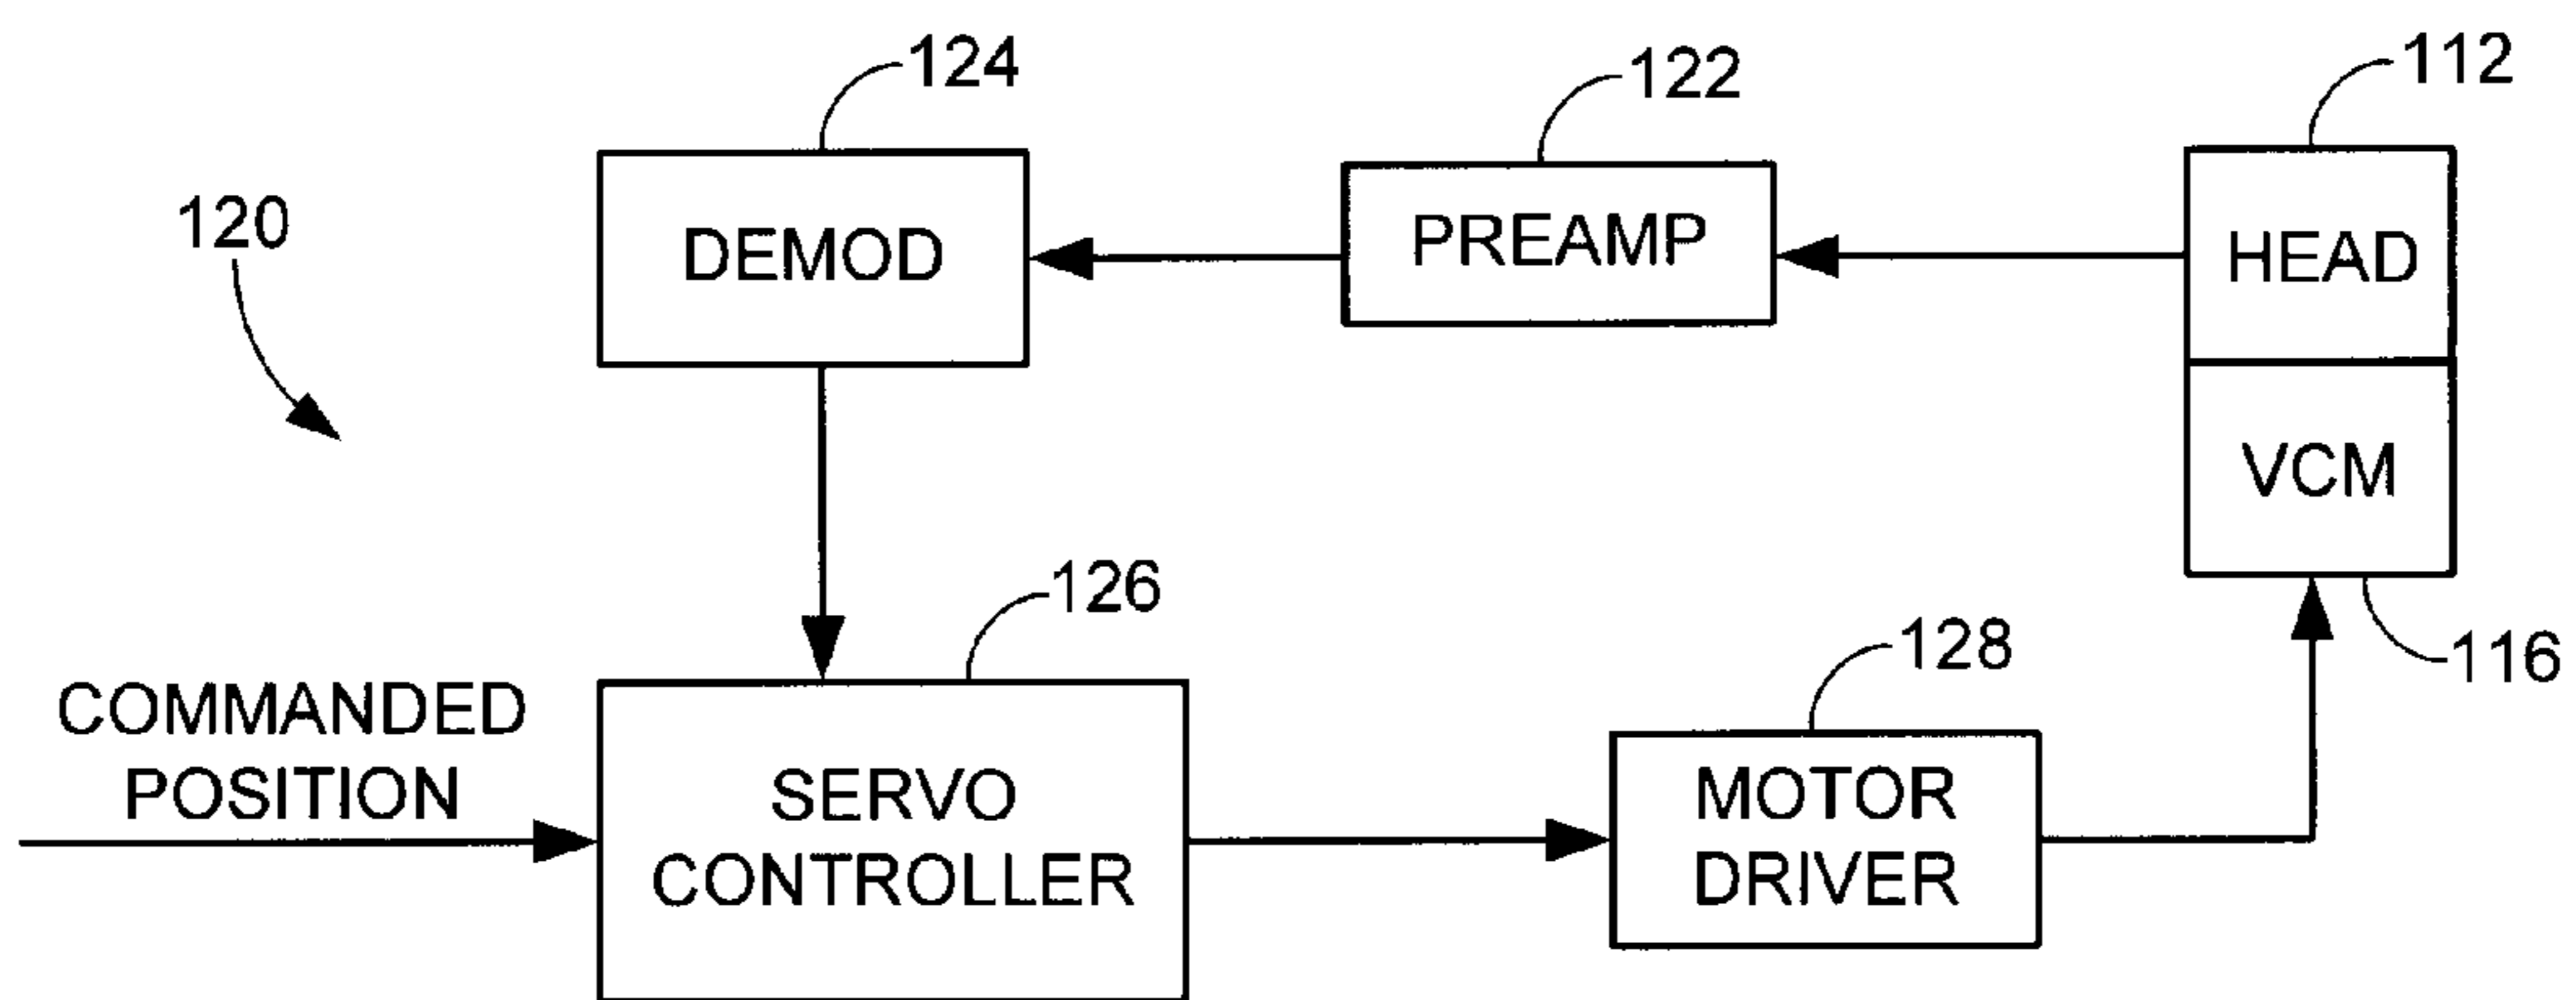 124
122
112
120
DEMOD
PREAMP
HEAD
VCM
126
128
116
COMMANDED
POSITION
SERVO
CONTROLLER
MOTOR
DRIVER